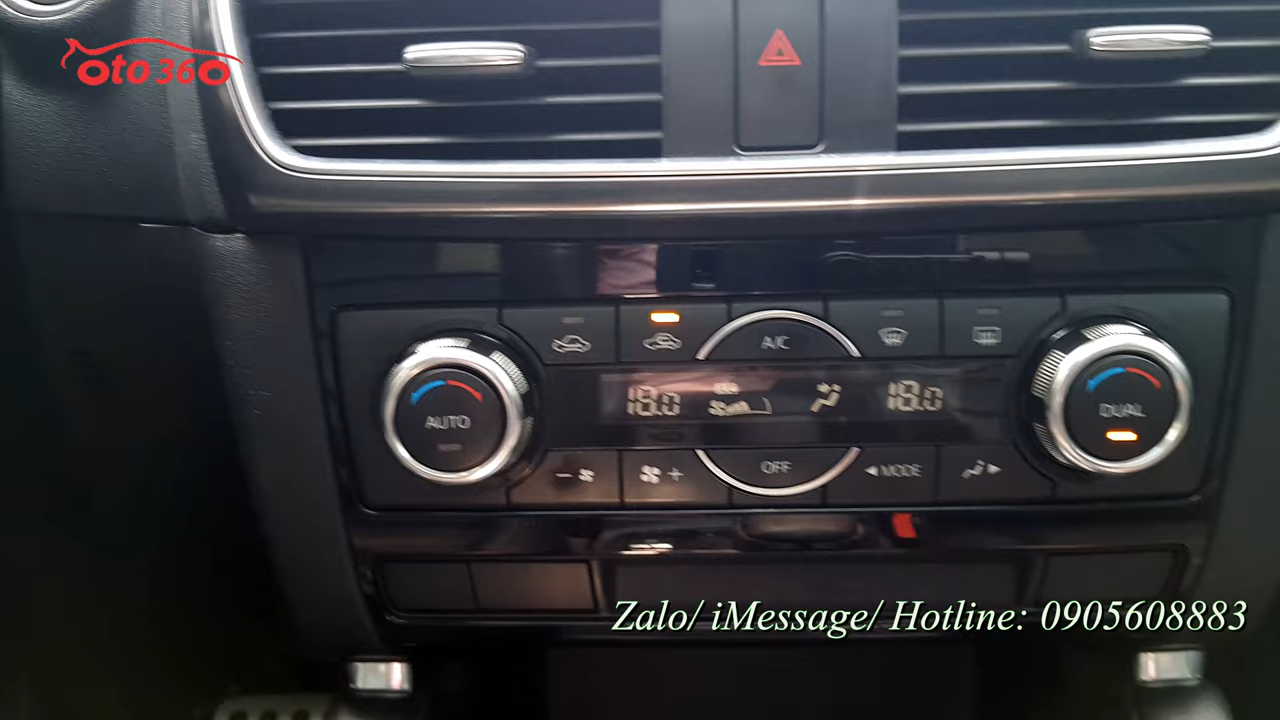 oto360
A/C
18.0
18.0
AUTO
DUAL
OFF
MODE
Zalo/ iMessage/ Hotline: 0905608883